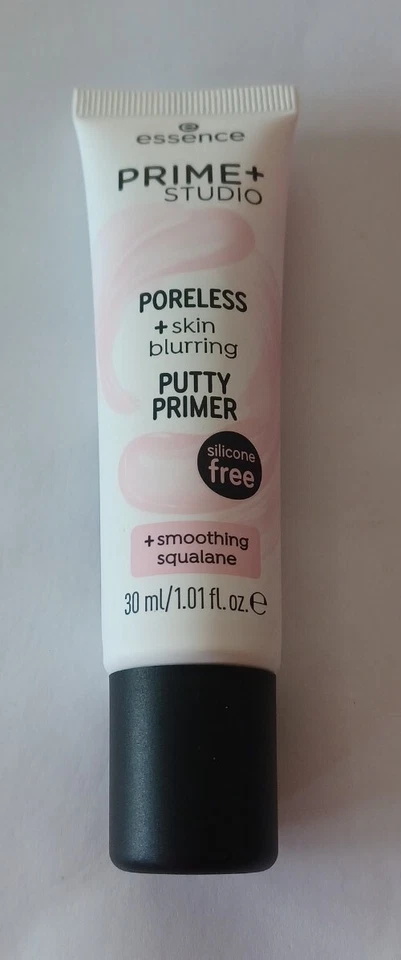 essence
PRIME+
STUDIO
PORELESS
+skin
blurring
PUTTY
PRIMER
silicone
free
+smoothing
squalane
30 ml/1.01 fl.oz.℮